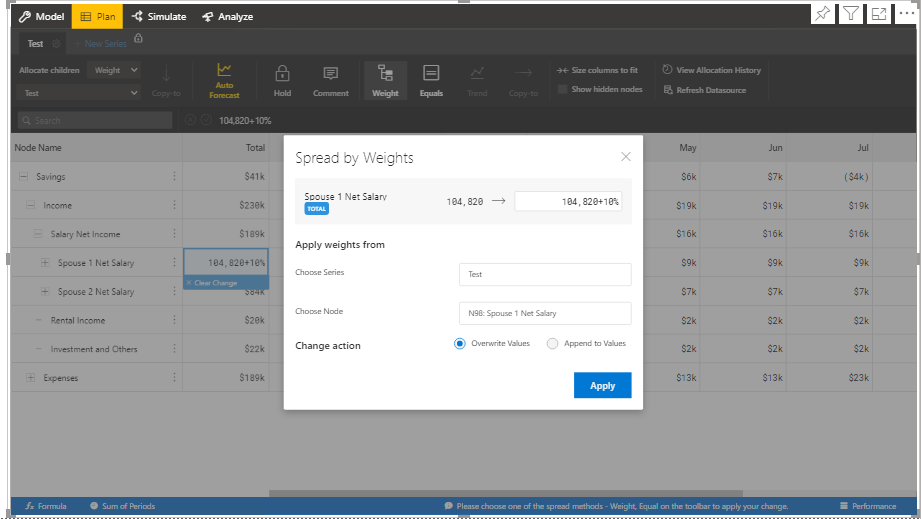 Model Plan Simulate Analyze
Test + New Series
Allocate children Weight
Test
Copy-to
Auto
Forecast
Hold Comment Weight Equals Trend Copy-to
Size columns to fit
Show hidden nodes
View Allocation History
Refresh Datasource
Search 104,820+10%
Node Name Total May Jun Jul
Savings $41k $6k $7k ($4k)
Income $230k $19k $19k $19k
Salary Net Income $189k $16k $16k $16k
Spouse 1 Net Salary 104,820+10% $9k $9k $9k
Clear Change
Spouse 2 Net Salary $84k $7k $7k $7k
Rental Income $20k $2k $2k $2k
Investment and Others $22k $2k $2k $2k
Expenses $189k $13k $13k $23k
Spread by Weights
Spouse 1 Net Salary
TOTAL
104,820 → 104,820+10%
Apply weights from
Choose Series Test
Choose Node N98: Spouse 1 Net Salary
Change action Overwrite Values Append to Values
Apply
Formula Sum of Periods Please choose one of the spread methods - Weight, Equal on the toolbar to apply your change. Performance